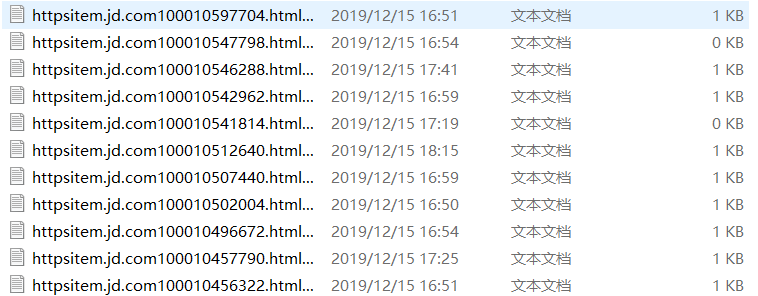 httpsitem.jd.com100010597704.html... 2019/12/15 16:51 文本文档 1 KB
httpsitem.jd.com100010547798.html... 2019/12/15 16:54 文本文档 0 KB
httpsitem.jd.com100010546288.html... 2019/12/15 17:41 文本文档 1 KB
httpsitem.jd.com100010542962.html... 2019/12/15 16:59 文本文档 1 KB
httpsitem.jd.com100010541814.html... 2019/12/15 17:19 文本文档 0 KB
httpsitem.jd.com100010512640.html... 2019/12/15 18:15 文本文档 1 KB
httpsitem.jd.com100010507440.html... 2019/12/15 16:59 文本文档 1 KB
httpsitem.jd.com100010502004.html... 2019/12/15 16:50 文本文档 1 KB
httpsitem.jd.com100010496672.html... 2019/12/15 16:54 文本文档 1 KB
httpsitem.jd.com100010457790.html... 2019/12/15 17:25 文本文档 1 KB
httpsitem.jd.com100010456322.html... 2019/12/15 16:51 文本文档 1 KB